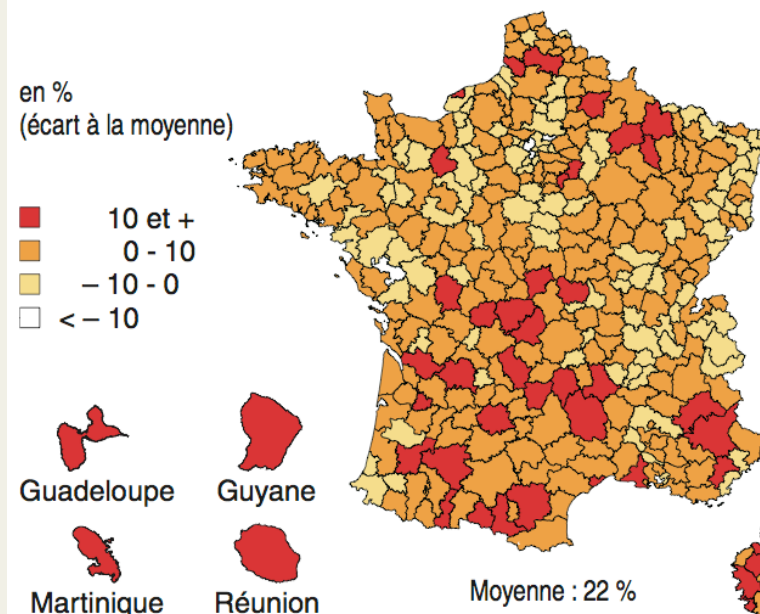 en %
(écart à la moyenne)
10 et +
0 - 10
– 10 - 0
< – 10
Guadeloupe
Guyane
Martinique
Réunion
Moyenne : 22 %